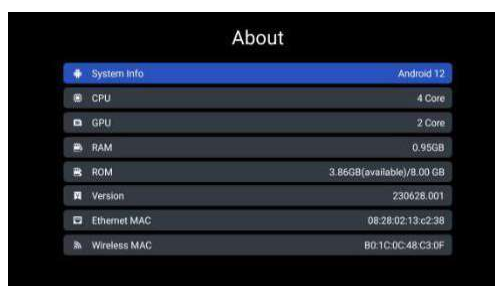 About
System Info Android 12
CPU 4 Core
GPU 2 Core
RAM 0.95GB
ROM 3.86GB(available)/8.00 GB
Version 230628.001
Ethernet MAC 08:28:02:13:c2:38
Wireless MAC B0:1C:0C:48:C3:0F